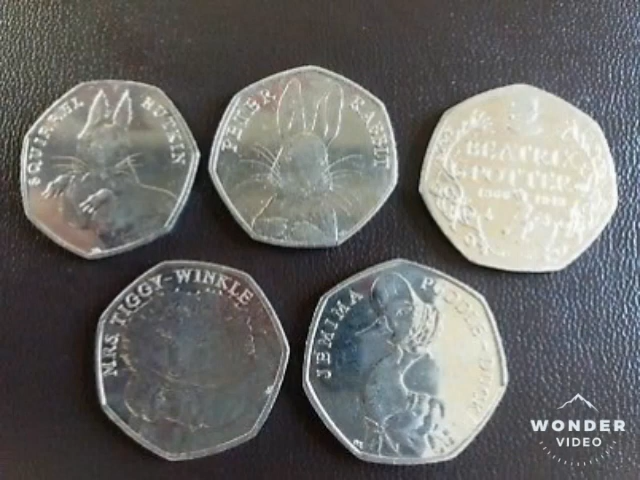 SQUIRREL NUTKIN
PETER RABBIT
BEATRIX
POTTER
MRS. TIGGY-WINKLE
JEMIMA PUDDLE-DUCK
WONDER
VIDEO